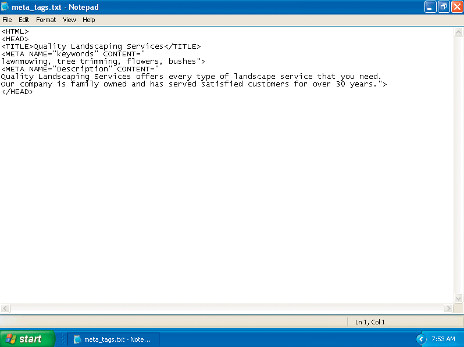 meta_tags.txt - Notepad
File Edit Format View Help
<HTML>
<HEAD>
<TITLE>Quality Landscaping Services</TITLE>
<META NAME="keywords" CONTENT="
lawnmowing, tree trimming, flowers, bushes">
<META NAME="Description" CONTENT="
Quality Landscaping Services offers every type of landscape service that you need.
Our company is family owned and has served satisfied customers for over 30 years.">
</HEAD>
Ln 1, Col 1
start
meta_tags.txt - Note...
7:53 AM